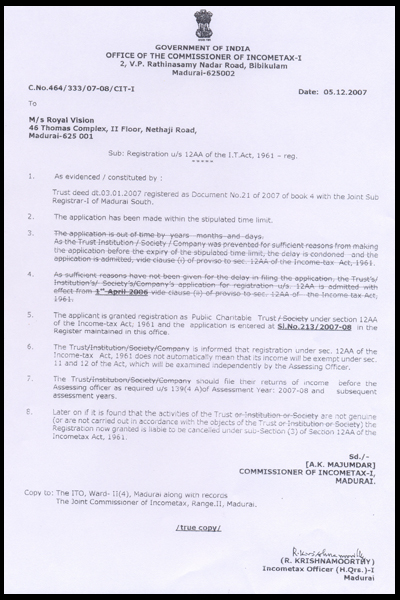 GOVERNMENT OF INDIA
OFFICE OF THE COMMISSIONER OF INCOMETAX-I
2, V.P. Rathinasamy Nadar Road, Bibikulam
Madurai-625002
C.No.464/333/07-08/CIT-I
Date: 05.12.2007
To
M/s Royal Vision
46 Thomas Complex, II Floor, Nethaji Road,
Madurai-625 001
Sub: Registration u/s 12AA of the I.T.Act, 1961 – reg.
*****
1. As evidenced / constituted by :
Trust deed dt.03.01.2007 registered as Document No.21 of 2007 of book 4 with the Joint Sub
Registrar-I of Madurai South.
2. The application has been made within the stipulated time limit.
3. The application is out of time by years months and days.
As the Trust Institution / Society / Company was prevented for sufficient reasons from making
the application before the expiry of the stipulated time limit, the delay is condoned and the
application is admitted, vide clause (i) of proviso to sec. 12AA of the Income-tax Act, 1961.
4. As sufficient reasons have not been given for the delay in filing the application, the Trust's/
Institution's/ Society's/Company's application for registration u/s. 12AA is admitted with
effect from 1st April 2006 vide clause (ii) of proviso to sec. 12AA of the Income tax Act,
1961.
5. The applicant is granted registration as Public Charitable Trust / Society under section 12AA
of the Income-tax Act, 1961 and the application is entered at Sl.No.213/2007-08 in the
Register maintained in this office.
6. The Trust/Institution/Society/Company is informed that registration under sec. 12AA of the
Income-tax Act, 1961 does not automatically mean that its income will be exempt under sec.
11 and 12 of the Act, which will be examined independently by the Assessing Officer.
7. The Trust/Institution/Society/Company should file their returns of income before the
Assessing officer as required u/s 139(4 A)of Assessment Year: 2007-08 and subsequent
assessment years.
8. Later on if it is found that the activities of the Trust or Institution or Society are not genuine
(or are not carried out in accordance with the objects of the Trust or Institution or Society) the
Registration now granted is liable to be cancelled under sub-Section (3) of Section 12AA of the
Incometax Act, 1961.
Sd./-
[A.K. MAJUMDAR]
COMMISSIONER OF INCOMETAX-I,
MADURAI.
Copy to: The ITO, Ward- II(4), Madurai along with records
The Joint Commissioner of Incometax, Range.II, Madurai.
/true copy/
(R. KRISHNAMOORTHY)
Incometax Officer (H.Qrs.)-I
Madurai